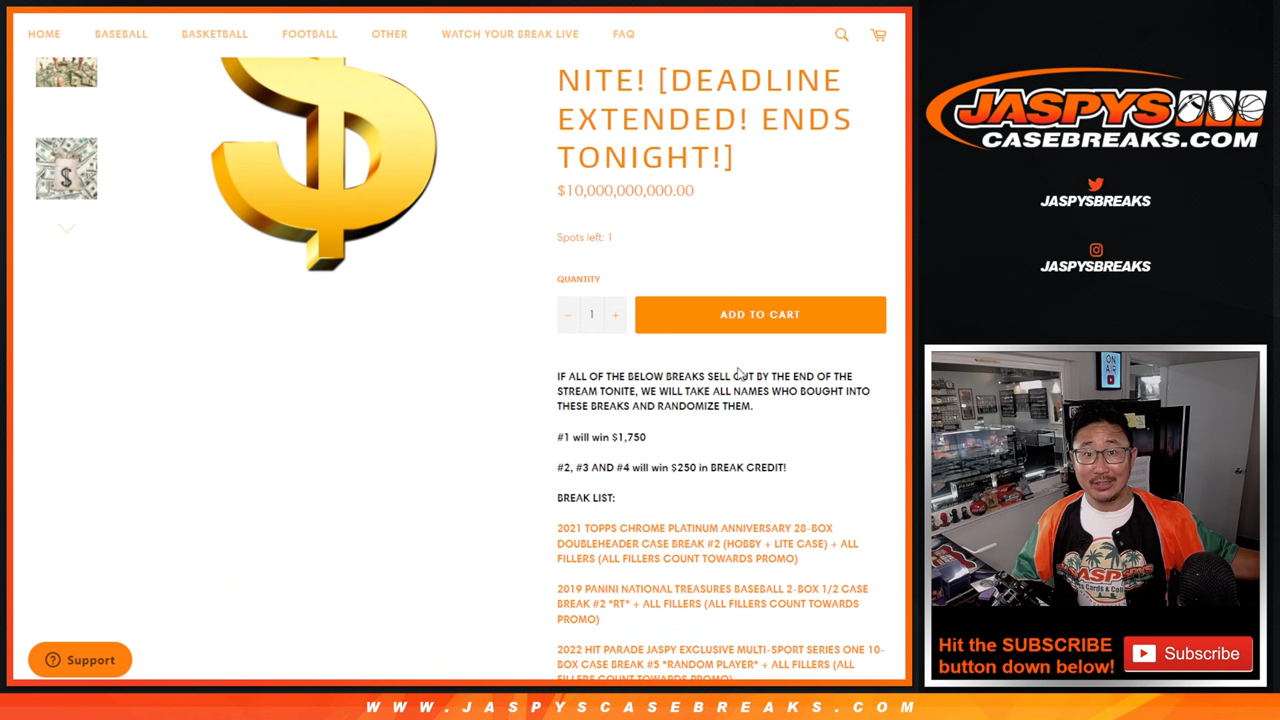 HOME BASEBALL BASKETBALL FOOTBALL OTHER WATCH YOUR BREAK LIVE FAQ
NITE! [DEADLINE
EXTENDED! ENDS
TONIGHT!]
$10,000,000,000.00
Spots left: 1
QUANTITY
− 1 + ADD TO CART
IF ALL OF THE BELOW BREAKS SELL OUT BY THE END OF THE
STREAM TONITE, WE WILL TAKE ALL NAMES WHO BOUGHT INTO
THESE BREAKS AND RANDOMIZE THEM.
#1 will win $1,750
#2, #3 AND #4 will win $250 in BREAK CREDIT!
BREAK LIST:
2021 TOPPS CHROME PLATINUM ANNIVERSARY 28-BOX
DOUBLEHEADER CASE BREAK #2 (HOBBY + LITE CASE) + ALL
FILLERS (ALL FILLERS COUNT TOWARDS PROMO)
2019 PANINI NATIONAL TREASURES BASEBALL 2-BOX 1/2 CASE
BREAK #2 *RT* + ALL FILLERS (ALL FILLERS COUNT TOWARDS
PROMO)
2022 HIT PARADE JASPY EXCLUSIVE MULTI-SPORT SERIES ONE 10-
BOX CASE BREAK #5 *RANDOM PLAYER* + ALL FILLERS (ALL
FILLERS COUNT TOWARDS PROMO)
Support
JASPYS
CASEBREAKS.COM
JASPYSBREAKS
JASPYSBREAKS
ON
AIR
JASPYS
Hit the SUBSCRIBE
button down below!
Subscribe
WWW.JASPYSCASEBREAKS.COM